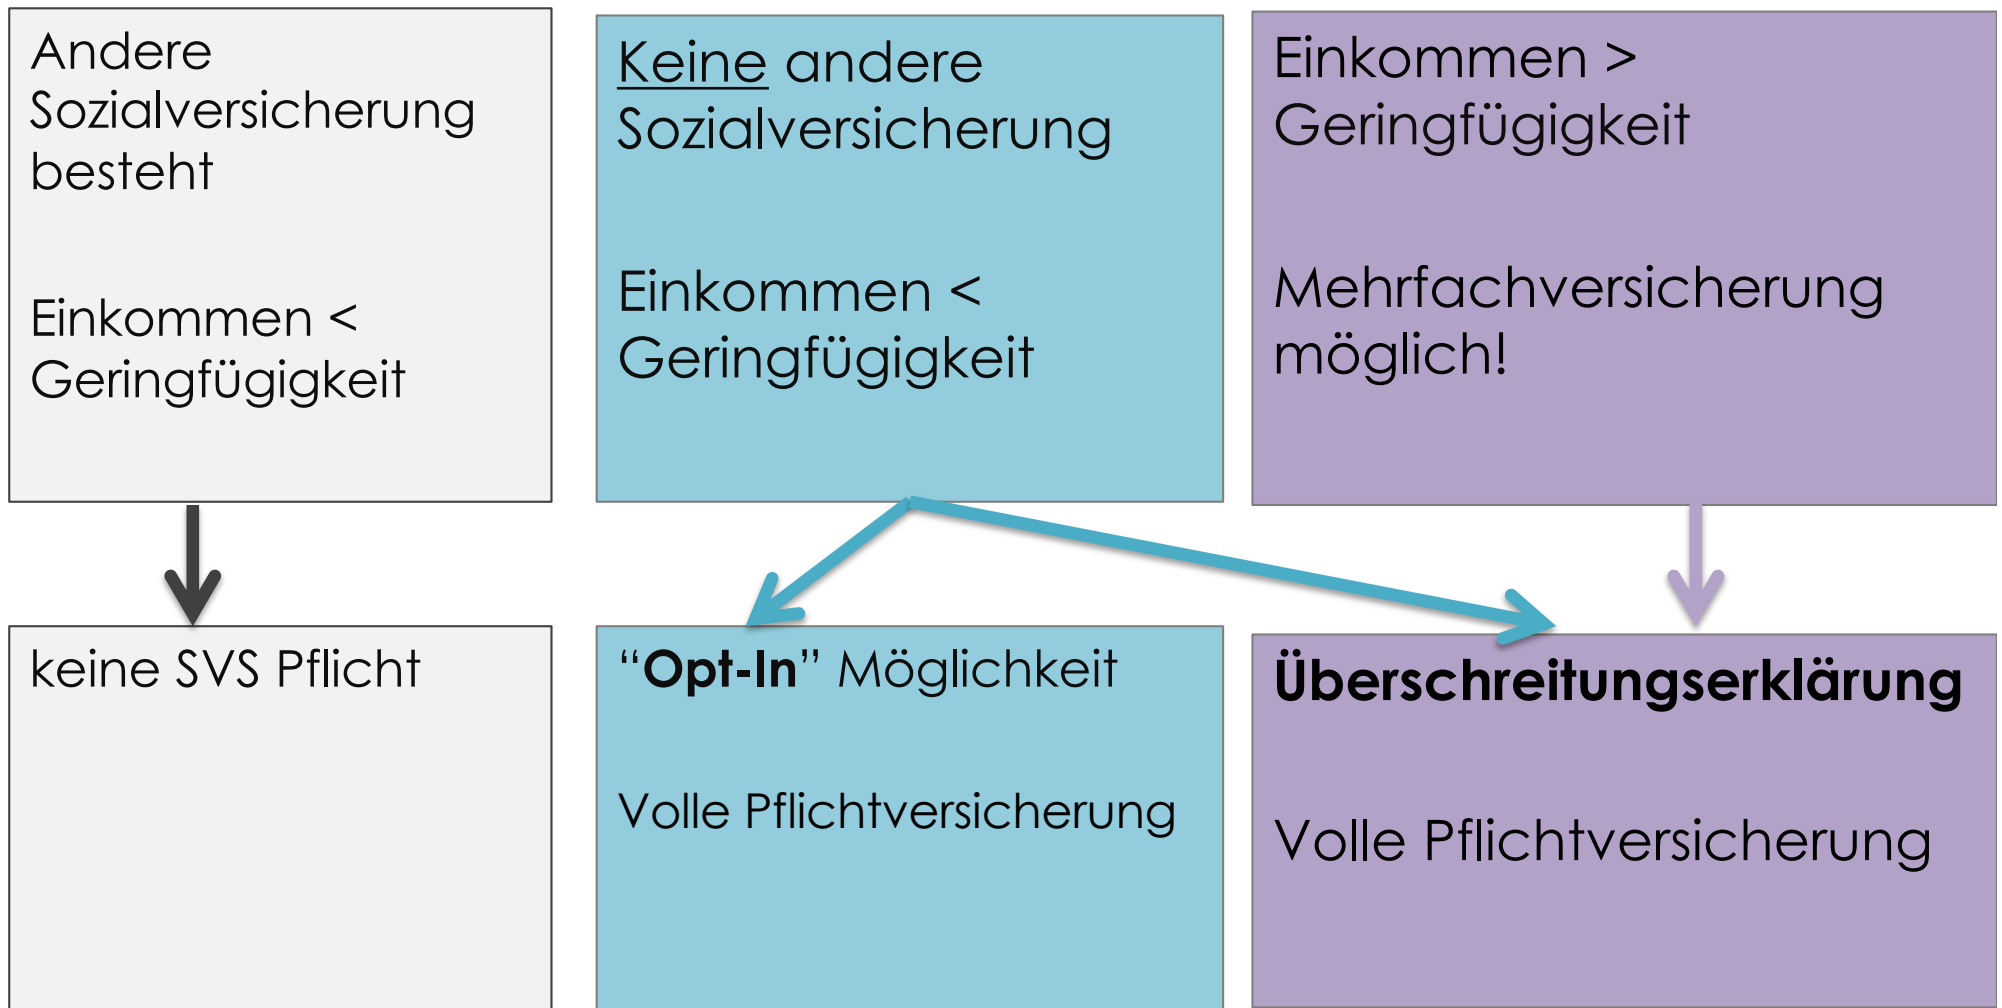 Andere
Sozialversicherung
besteht
Einkommen <
Geringfügigkeit
Keine andere
Sozialversicherung
Einkommen <
Geringfügigkeit
Einkommen >
Geringfügigkeit
Mehrfachversicherung
möglich!
keine SVS Pflicht
“Opt-In” Möglichkeit
Volle Pflichtversicherung
Überschreitungserklärung
Volle Pflichtversicherung